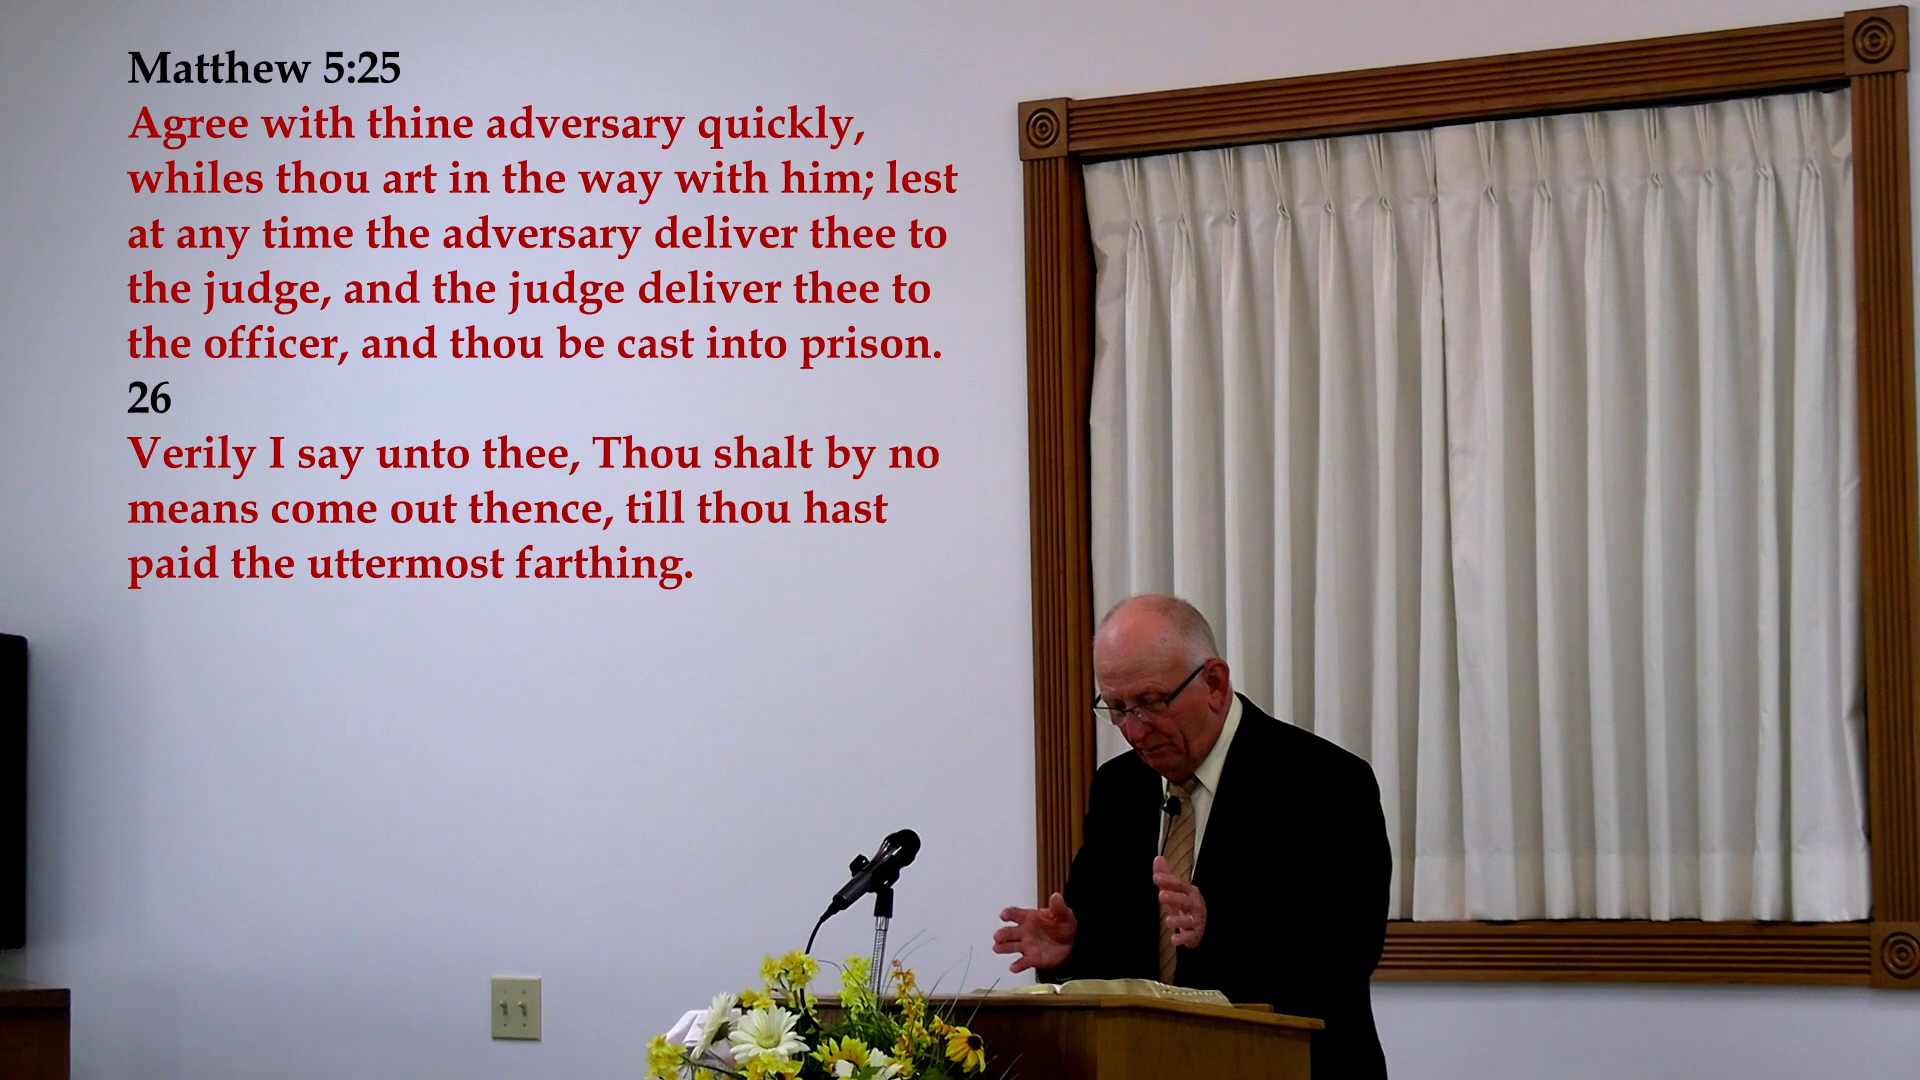 Matthew 5:25
Agree with thine adversary quickly,
whiles thou art in the way with him; lest
at any time the adversary deliver thee to
the judge, and the judge deliver thee to
the officer, and thou be cast into prison.
26
Verily I say unto thee, Thou shalt by no
means come out thence, till thou hast
paid the uttermost farthing.